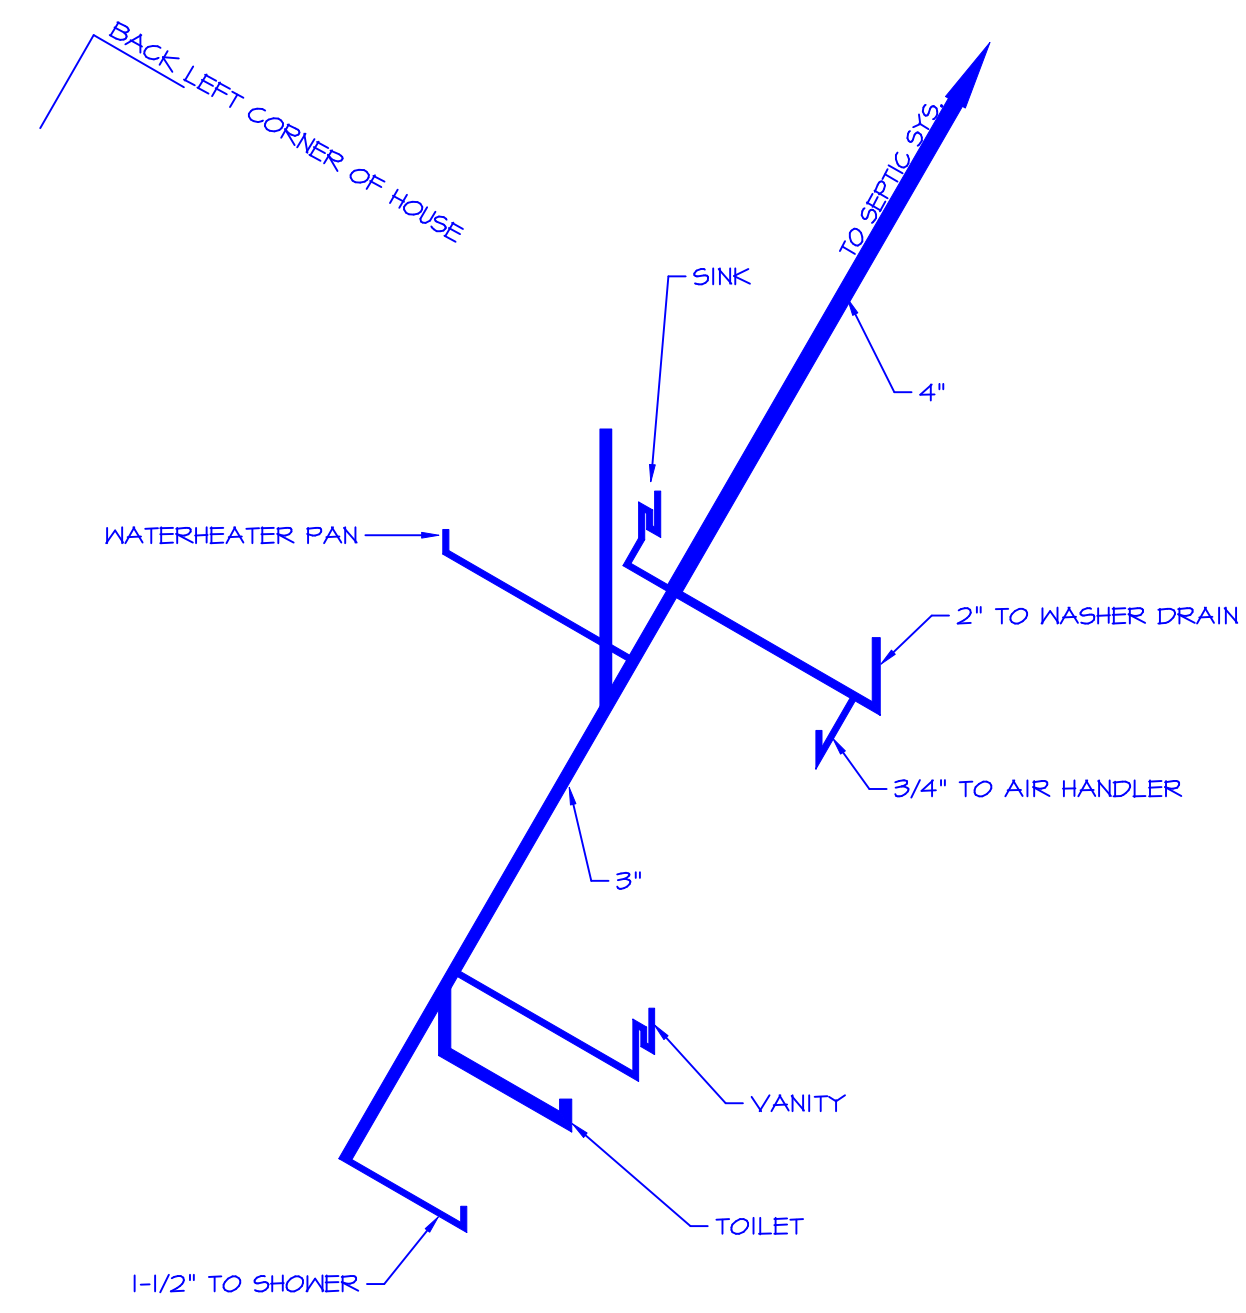 BACK LEFT CORNER OF HOUSE
TO SEPTIC SYS.
SINK
4"
WATERHEATER PAN
2" TO WASHER DRAIN
3/4" TO AIR HANDLER
3"
VANITY
TOILET
1-1/2" TO SHOWER